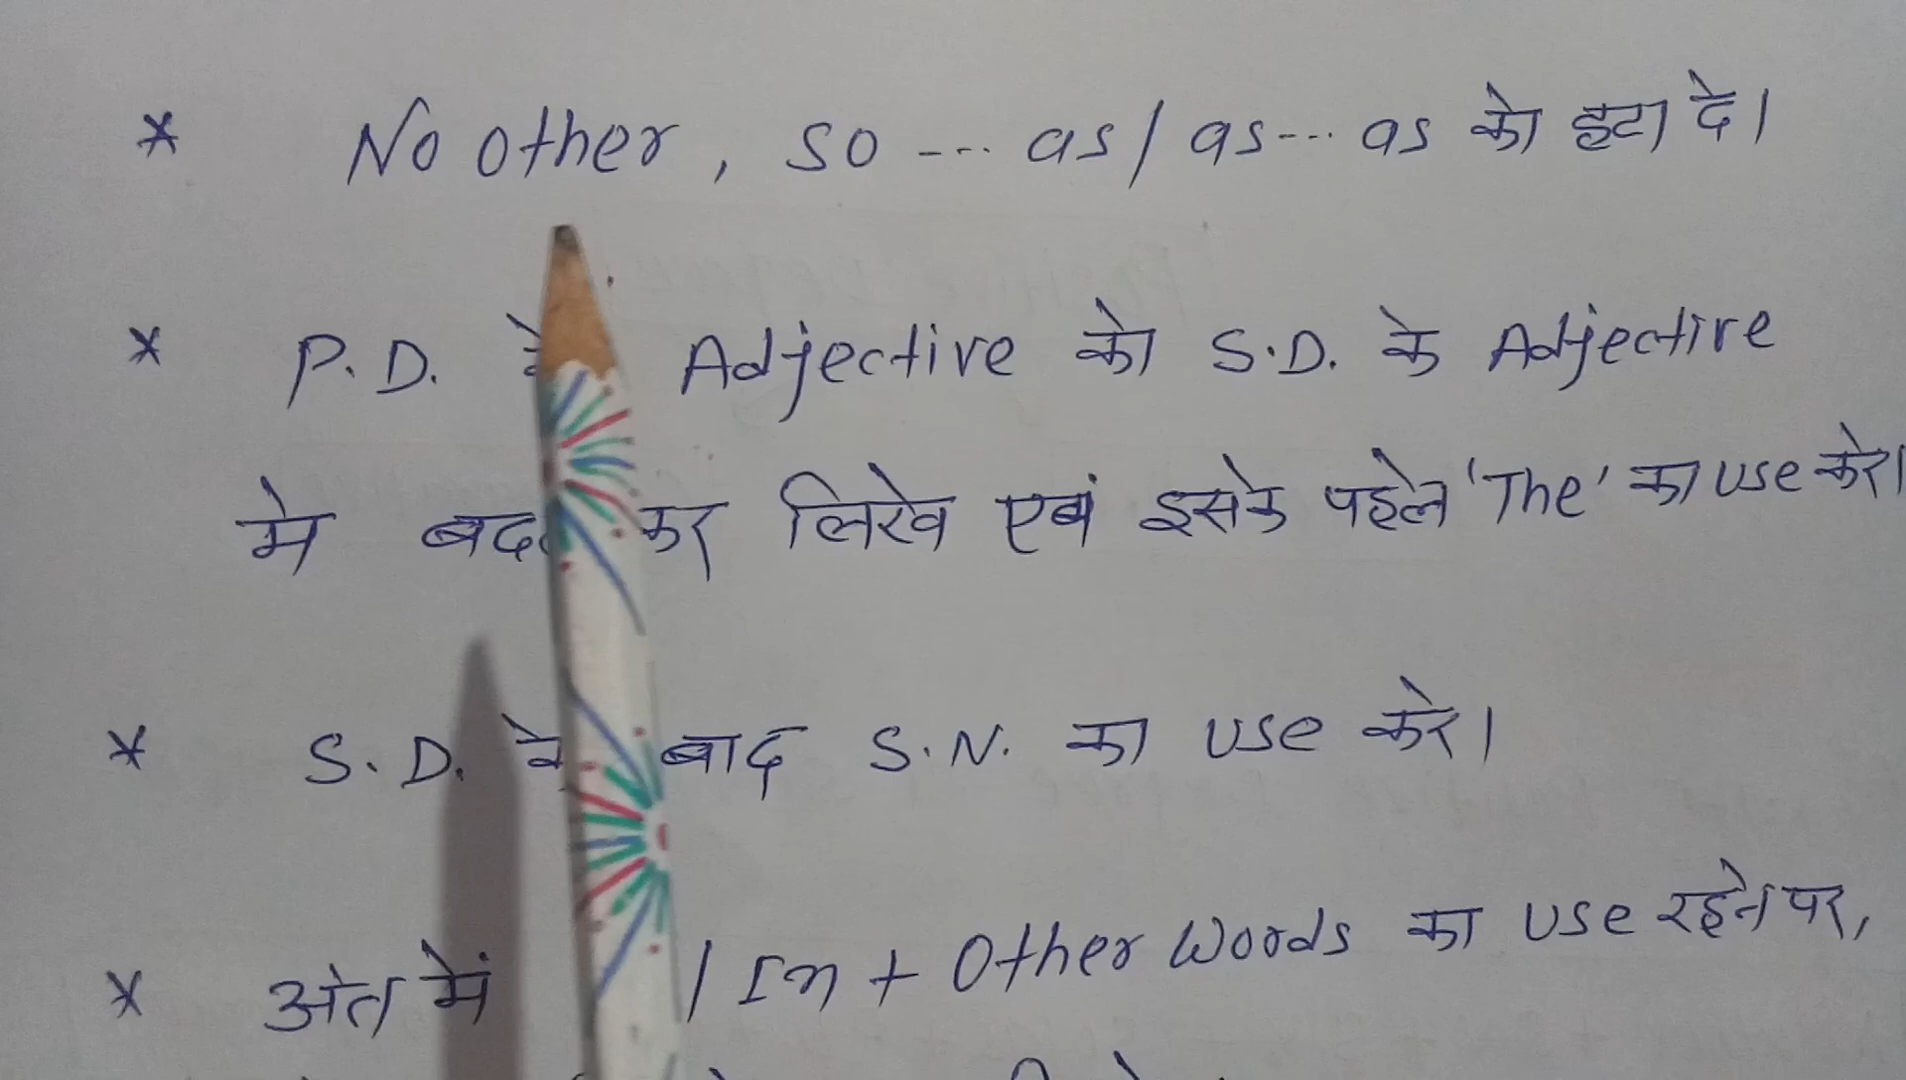 * No other, so --- as / as --- as को हटा दे।
* P.D. Adjective को S.D. के Adjective
मे कर लिखे एवं इसके पहले 'The' का use करे।
* S.D. बाद S.N. का use करे।
* अंत में / In + Other Words का use रहने पर,